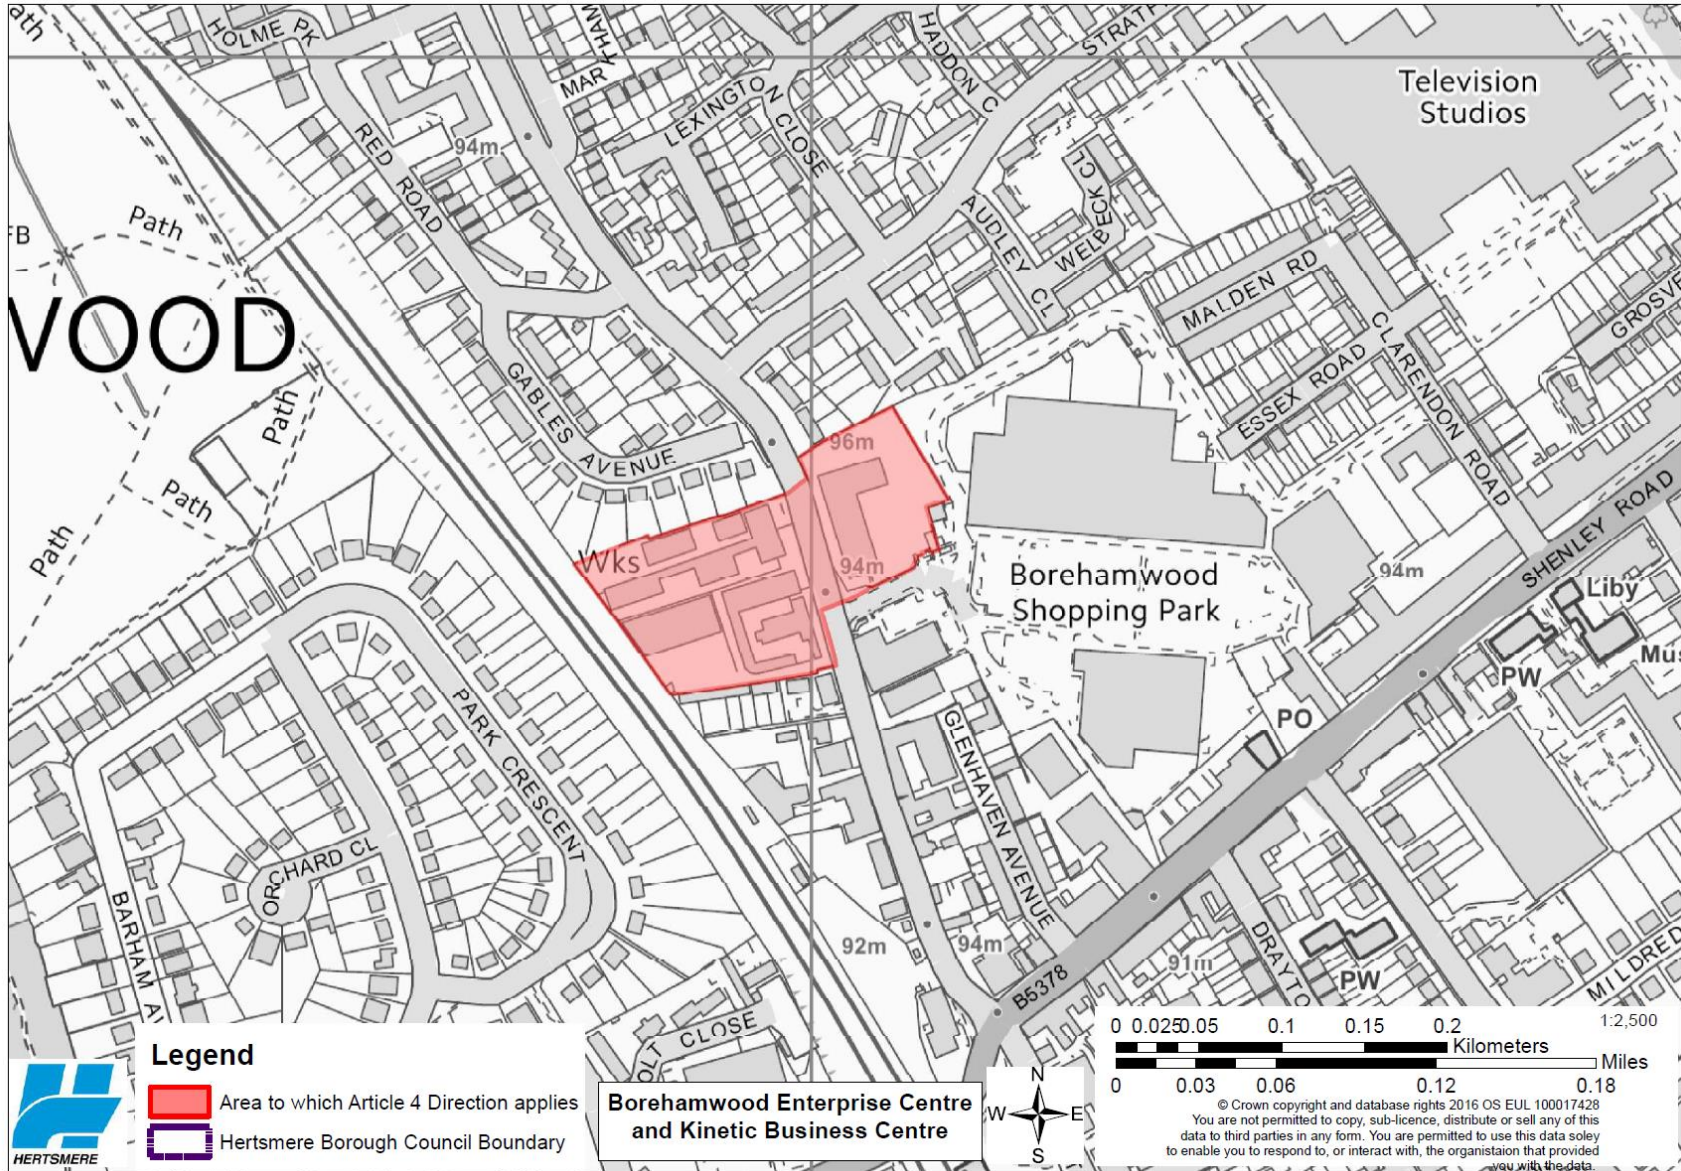 ath
HOLME PK
MARYTHAM
HADDON C
STRATF
Television
Studios
LEXINGTON
CLOSE
94m
RED
ROAD
Path
FB
AUDLEY
CL
WELBECK CL
MALDEN RD
CLARENDON ROAD
GROSVE
WOOD
GABLES
AVENUE
ESSEX ROAD
Path
Path
Path
96m
Wks
94m
Borehamwood
Shopping Park
94m
SHENLEY ROAD
Liby
Mus
PW
PO
PARK CRESCENT
GLENHAVEN AVENUE
ORCHARD CL
BARHAM AV
92m
94m
91m
B5378
DRAYTO
PW
MILDRED
OLT CLOSE
Legend
Area to which Article 4 Direction applies
Hertsmere Borough Council Boundary
HERTSMERE
Borehamwood Enterprise Centre
and Kinetic Business Centre
N
W E
S
0 0.025 0.05 0.1 0.15 0.2
1:2,500
Kilometers
Miles
0 0.03 0.06 0.12 0.18
© Crown copyright and database rights 2016 OS EUL 100017428
You are not permitted to copy, sub-licence, distribute or sell any of this
data to third parties in any form. You are permitted to use this data soley
to enable you to respond to, or interact with, the organistaion that provided
you with the data.